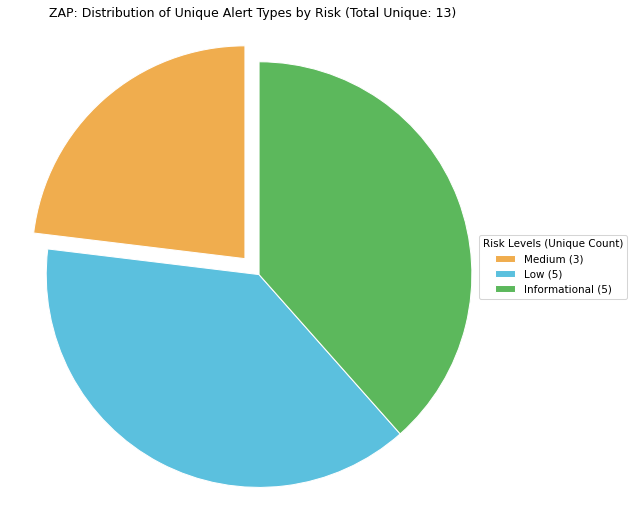 ZAP: Distribution of Unique Alert Types by Risk (Total Unique: 13)
Risk Levels (Unique Count)
Medium (3)
Low (5)
Informational (5)